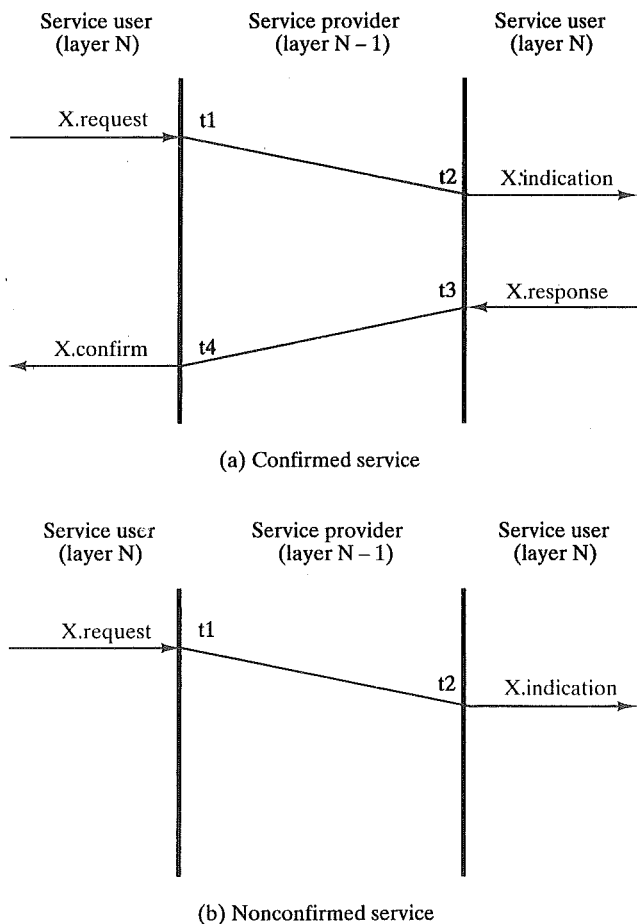 Service user Service provider Service user
(layer N) (layer N – 1) (layer N)
X.request t1
t2 X.indication
t3 X.response
X.confirm t4
(a) Confirmed service
Service user Service provider Service user
(layer N) (layer N – 1) (layer N)
X.request t1
t2 X.indication
(b) Nonconfirmed service